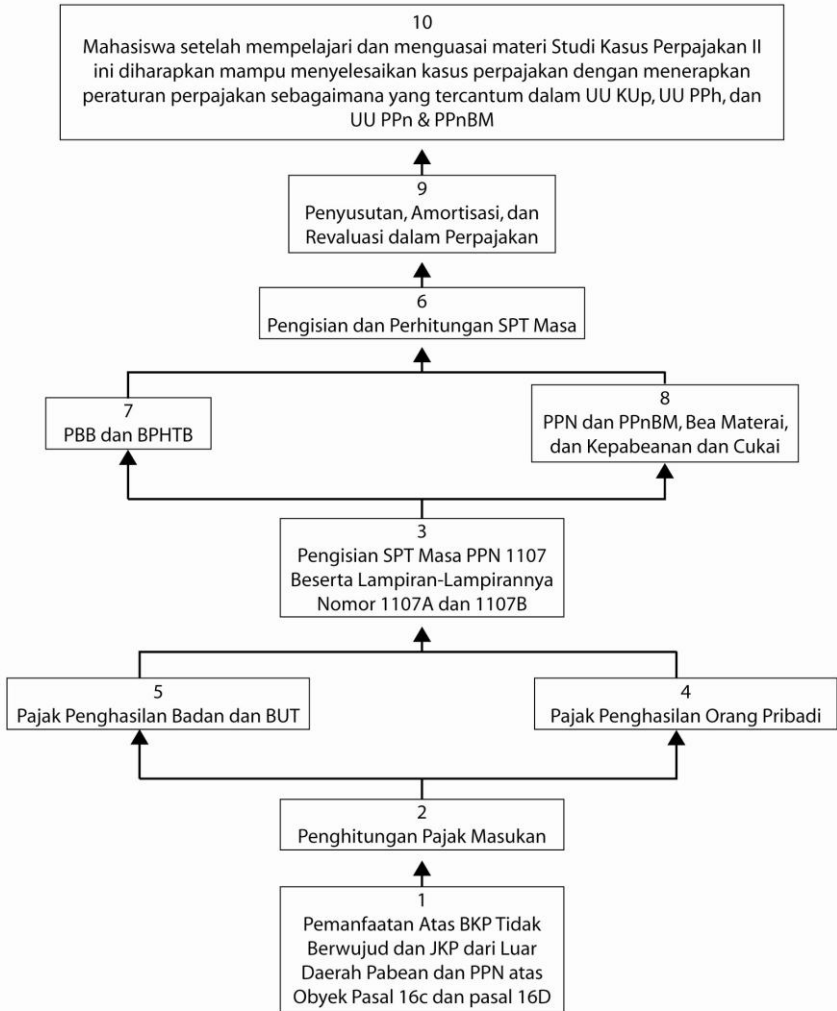 10
Mahasiswa setelah mempelajari dan menguasai materi Studi Kasus Perpajakan II
ini diharapkan mampu menyelesaikan kasus perpajakan dengan menerapkan
peraturan perpajakan sebagaimana yang tercantum dalam UU KUp, UU PPh, dan
UU PPn & PPnBM
9
Penyusutan, Amortisasi, dan
Revaluasi dalam Perpajakan
6
Pengisian dan Perhitungan SPT Masa
7
PBB dan BPHTB
8
PPN dan PPnBM, Bea Materai,
dan Kepabeanan dan Cukai
3
Pengisian SPT Masa PPN 1107
Beserta Lampiran-Lampirannya
Nomor 1107A dan 1107B
5
Pajak Penghasilan Badan dan BUT
4
Pajak Penghasilan Orang Pribadi
2
Penghitungan Pajak Masukan
1
Pemanfaatan Atas BKP Tidak
Berwujud dan JKP dari Luar
Daerah Pabean dan PPN atas
Obyek Pasal 16c dan pasal 16D